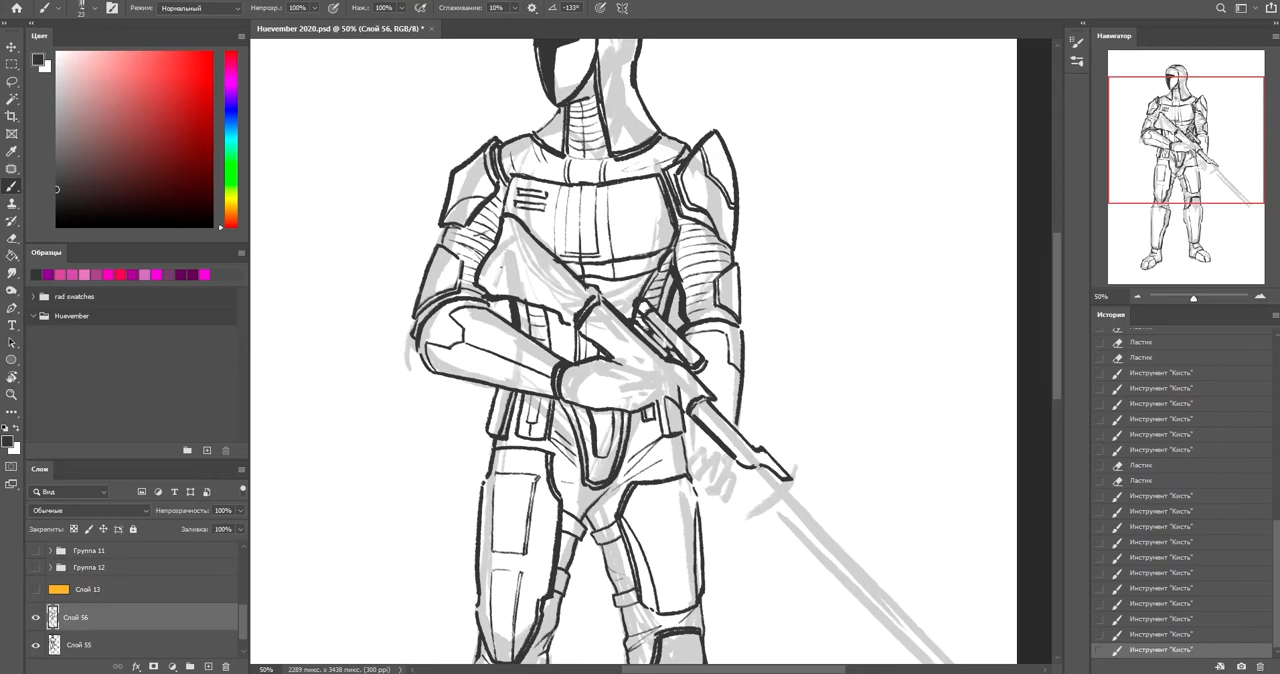 Режим: Нормальный Непрозр.: 100% Наж.: 100% Сглаживание: 10% -133°
23
Huevember 2020.psd @ 50% (Слой 56, RGB/8) *
Цвет
Навигатор
Образцы
rad swatches
Huevember
50%
История
Ластик
Ластик
Инструмент "Кисть"
Инструмент "Кисть"
Инструмент "Кисть"
Инструмент "Кисть"
Инструмент "Кисть"
Инструмент "Кисть"
Ластик
Ластик
Инструмент "Кисть"
Инструмент "Кисть"
Инструмент "Кисть"
Инструмент "Кисть"
Инструмент "Кисть"
Инструмент "Кисть"
Инструмент "Кисть"
Инструмент "Кисть"
Инструмент "Кисть"
Инструмент "Кисть"
Инструмент "Кисть"
Слои
Вид
Обычные Непрозрачность: 100%
Закрепить: Заливка: 100%
Группа 11
Группа 12
Слой 13
Слой 56
Слой 55
50% 2289 пикс. x 3438 пикс. (300 ppi)